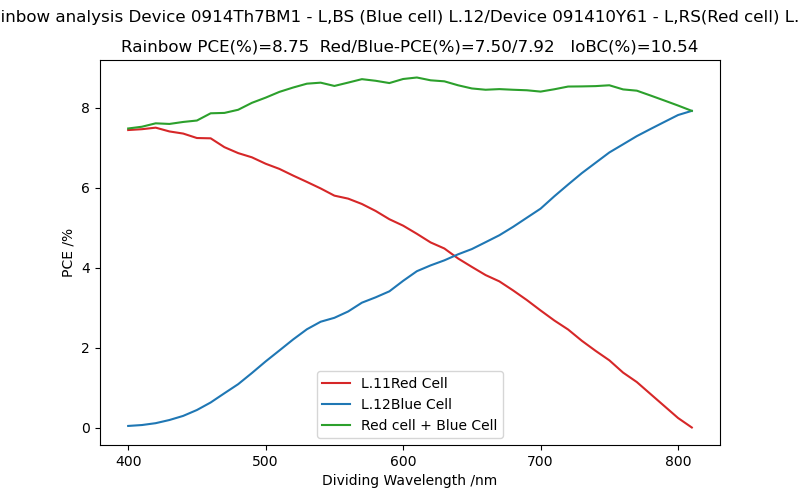 inbow analysis Device 0914Th7BM1 - L,BS (Blue cell) L.12/Device 091410Y61 - L,RS(Red cell) L.
Rainbow PCE(%)=8.75  Red/Blue-PCE(%)=7.50/7.92   IoBC(%)=10.54
PCE /%
8
6
4
2
0
L.11Red Cell
L.12Blue Cell
Red cell + Blue Cell
400 500 600 700 800
Dividing Wavelength /nm